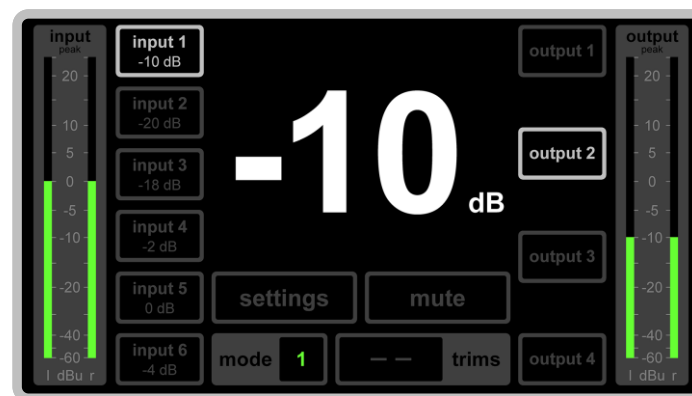 input
peak
20
10
5
0
-5
-10
-20
-40
-60
l dBu r
input 1
-10 dB
input 2
-20 dB
input 3
-18 dB
input 4
-2 dB
input 5
0 dB
input 6
-4 dB
-10 dB
settings
mute
mode 1
– – trims
output 1
output 2
output 3
output 4
output
peak
20
10
5
0
-5
-10
-20
-40
-60
l dBu r